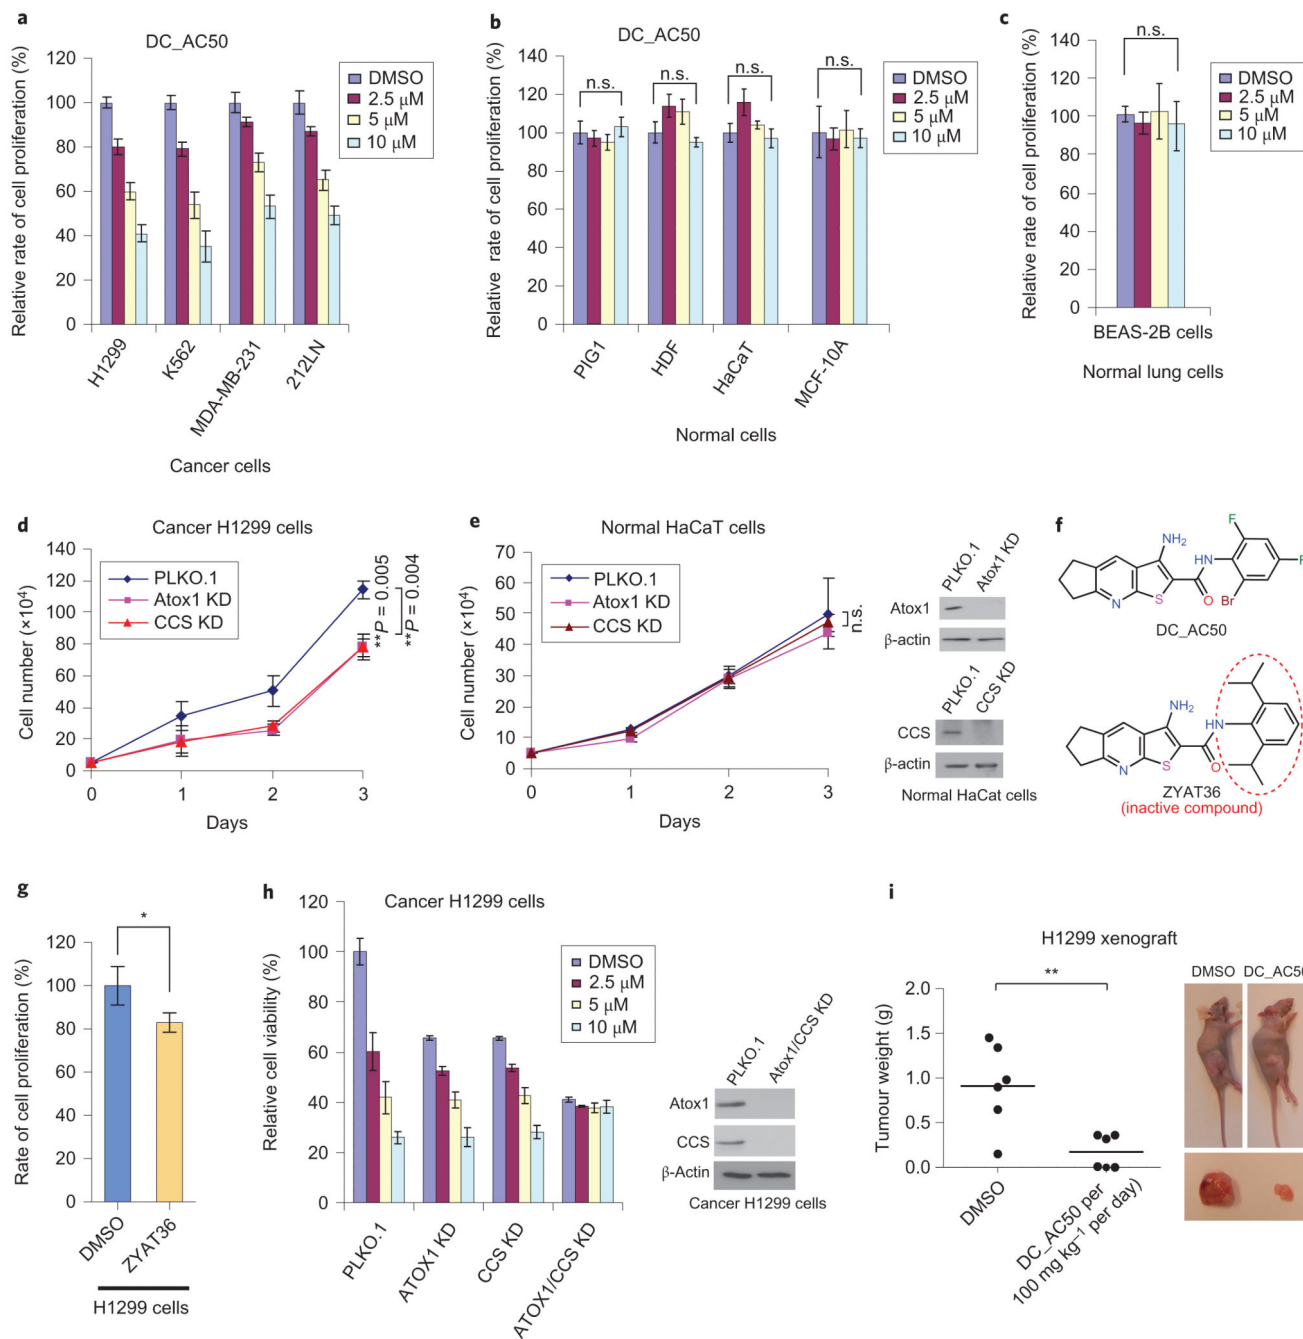 a
DC_AC50
Relative rate of cell proliferation (%)
120
100
80
60
40
20
0
DMSO
2.5 μM
5 μM
10 μM
H1299
K562
MDA-MB-231
212LN
Cancer cells
b
DC_AC50
Relative rate of cell proliferation (%)
180
160
140
120
100
80
60
40
20
0
n.s.
n.s.
n.s.
n.s.
DMSO
2.5 μM
5 μM
10 μM
PIG1
HDF
HaCaT
MCF-10A
Normal cells
c
Relative rate of cell proliferation (%)
140
120
100
80
60
40
20
0
n.s.
DMSO
2.5 μM
5 μM
10 μM
BEAS-2B cells
Normal lung cells
d
Cancer H1299 cells
Cell number (×10⁴)
140
120
100
80
60
40
20
0
PLKO.1
Atox1 KD
CCS KD
**P = 0.005
**P = 0.004
0 1 2 3
Days
e
Normal HaCaT cells
Cell number (×10⁴)
70
60
50
40
30
20
10
0
PLKO.1
Atox1 KD
CCS KD
n.s.
0 1 2 3
Days
PLKO.1
Atox1 KD
Atox1
β-actin
PLKO.1
CCS KD
CCS
β-actin
Normal HaCat cells
f
F
NH₂
HN
F
N
S
O
Br
DC_AC50
NH₂
HN
N
S
O
ZYAT36
(inactive compound)
g
Rate of cell proliferation (%)
120
100
80
60
40
20
0
*
DMSO
ZYAT36
H1299 cells
h
Cancer H1299 cells
Relative cell viability (%)
120
100
80
60
40
20
0
DMSO
2.5 μM
5 μM
10 μM
PLKO.1
ATOX1 KD
CCS KD
ATOX1/CCS KD
PLKO.1
Atox1/CCS KD
Atox1
CCS
β-Actin
Cancer H1299 cells
i
H1299 xenograft
Tumour weight (g)
2.0
1.5
1.0
0.5
0.0
**
DMSO
DC_AC50 per
100 mg kg⁻¹ per day)
DMSO DC_AC50